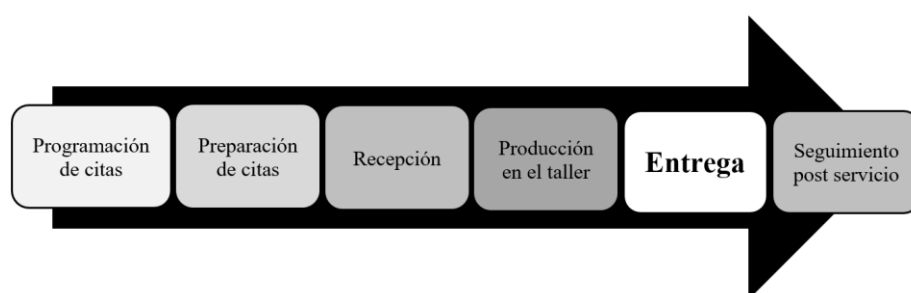 Programación
de citas
Preparación
de citas
Recepción
Producción
en el taller
Entrega
Seguimiento
post servicio